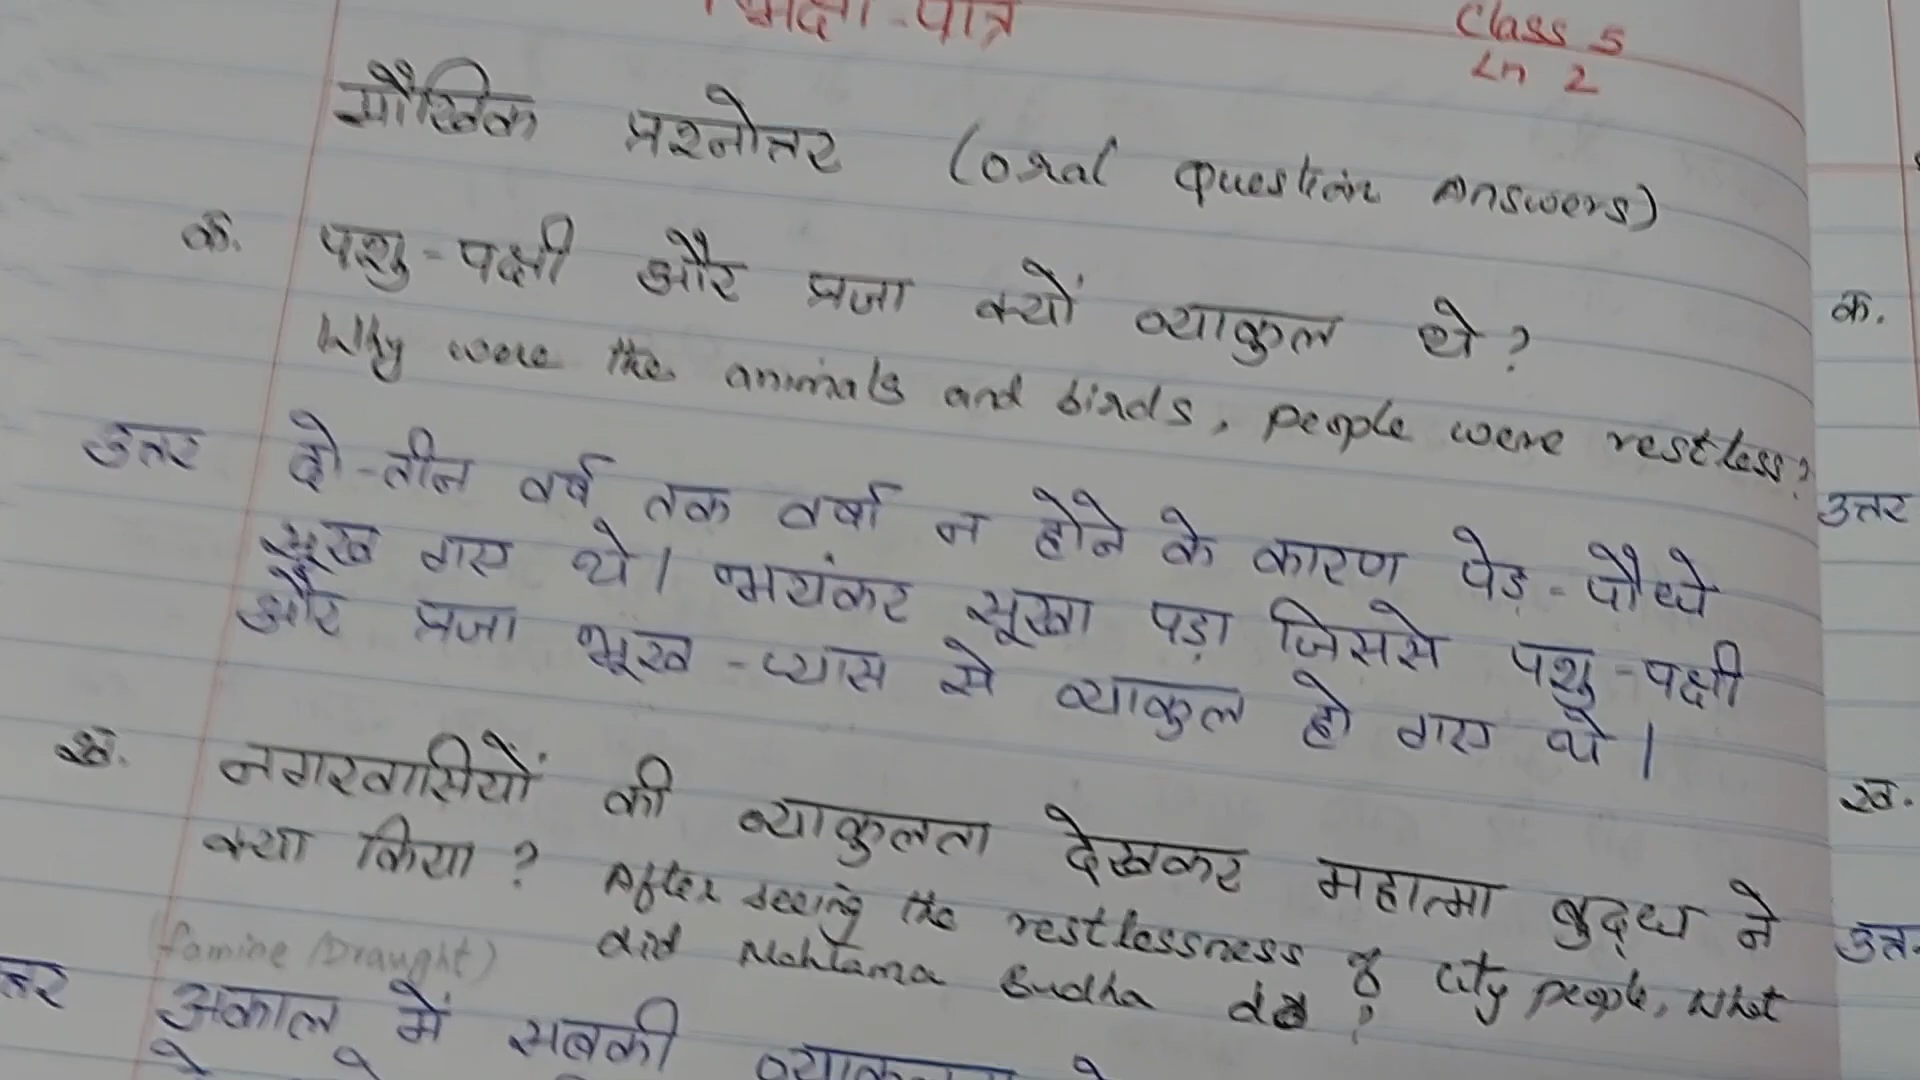 भिक्षा-पात्र
Class 5
Ln 2
मौखिक प्रश्नोत्तर (oral Question Answers)
क. पशु-पक्षी और प्रजा क्यों व्याकुल थे?
Why were the animals and birds, people were restless?
उत्तर दो-तीन वर्ष तक वर्षा न होने के कारण पेड़-पौधे
सूख गए थे। भयंकर सूखा पड़ा जिससे पशु-पक्षी
और प्रजा भूख-प्यास से व्याकुल हो गए थे।
ख. नगरवासियों की व्याकुलता देखकर महात्मा बुद्ध ने
क्या किया? After seeing the restlessness of city people, what
did Mahtama Budha do?
(famine/Draught)
उत्तर अकाल में सबकी
क.
उत्तर
ख.